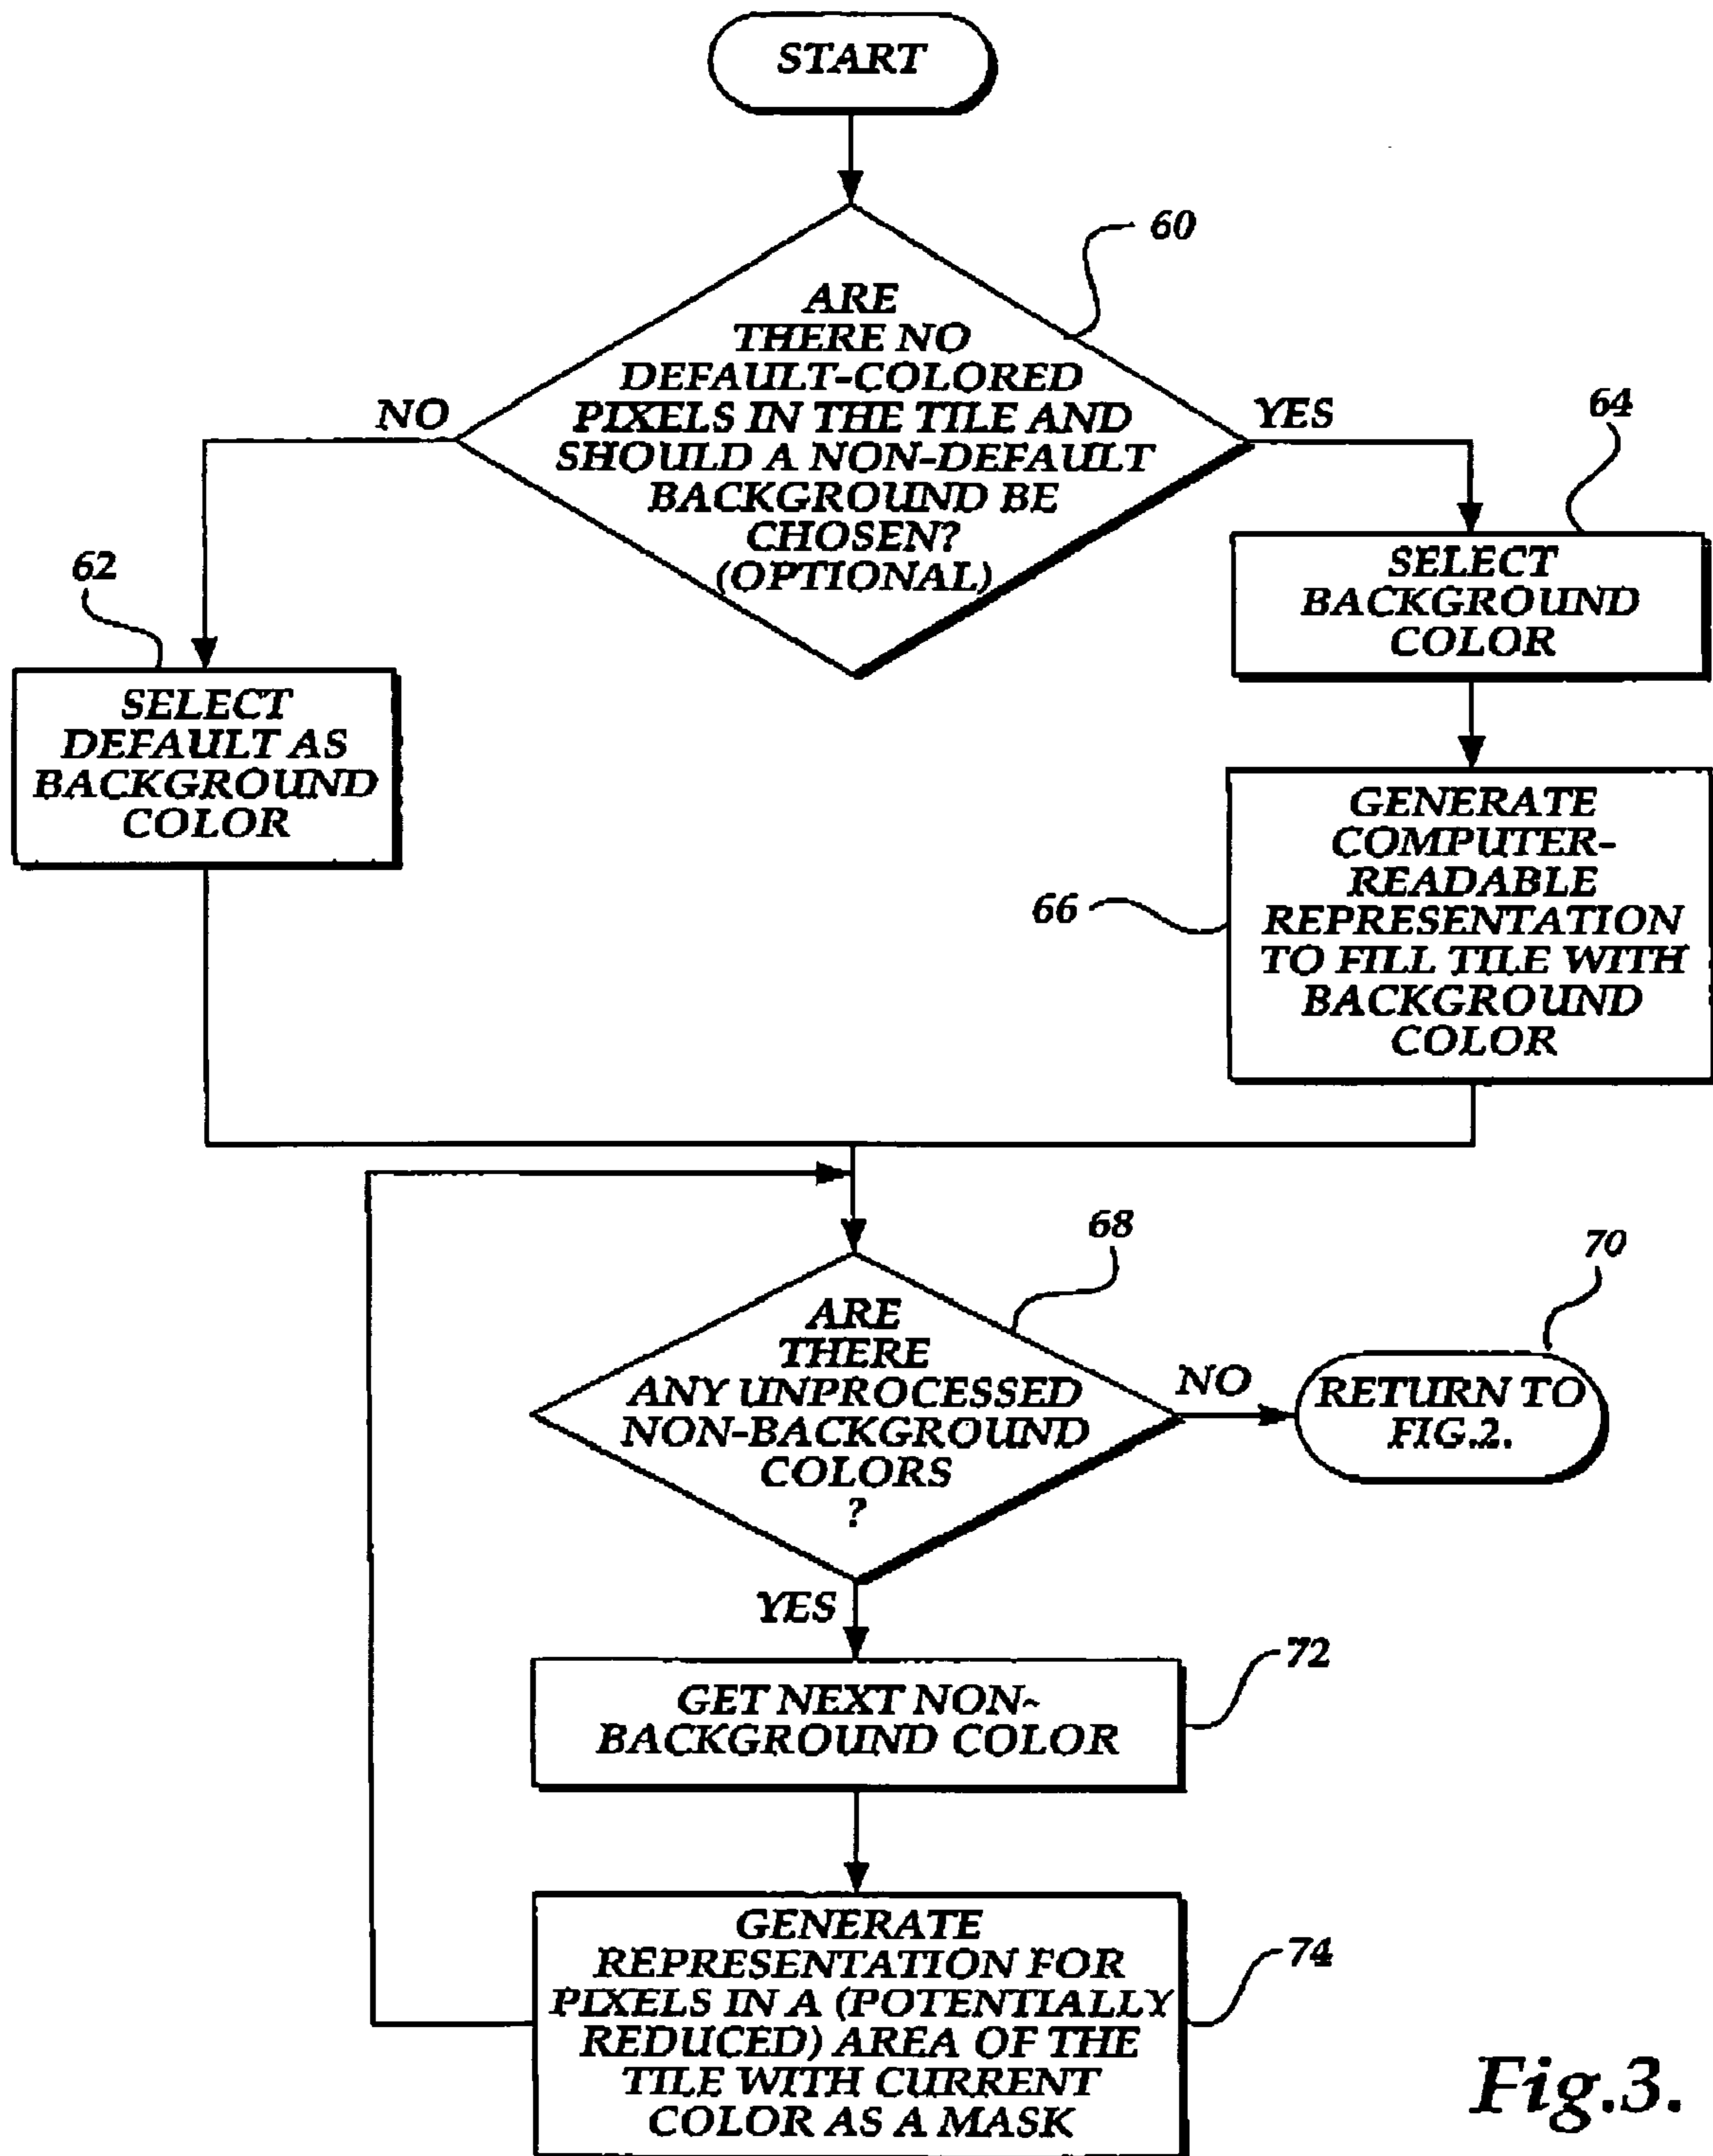 START
60
ARE
THERE NO
DEFAULT-COLORED
PIXELS IN THE TILE AND
SHOULD A NON-DEFAULT
BACKGROUND BE
CHOSEN?
(OPTIONAL)
NO
YES
62
SELECT
DEFAULT AS
BACKGROUND
COLOR
64
SELECT
BACKGROUND
COLOR
66
GENERATE
COMPUTER-
READABLE
REPRESENTATION
TO FILL TILE WITH
BACKGROUND
COLOR
68
ARE
THERE
ANY UNPROCESSED
NON-BACKGROUND
COLORS
?
NO
70
RETURN TO
FIG.2.
YES
72
GET NEXT NON-
BACKGROUND COLOR
74
GENERATE
REPRESENTATION FOR
PIXELS IN A (POTENTIALLY
REDUCED) AREA OF THE
TILE WITH CURRENT
COLOR AS A MASK
Fig.3.